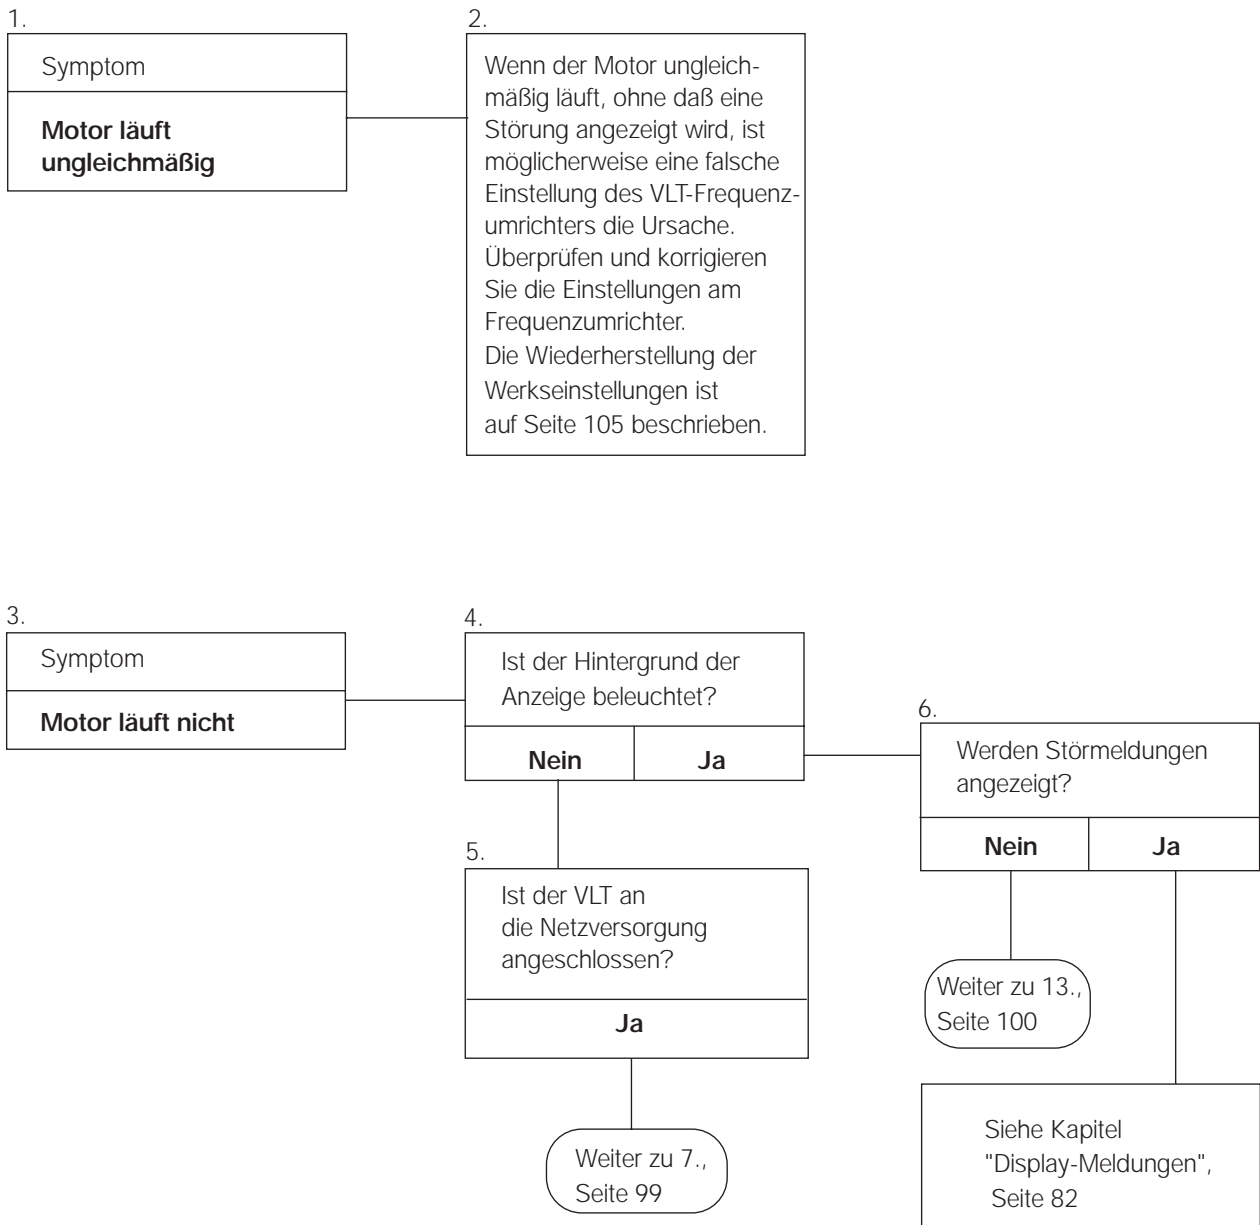 1.
Symptom
Motor läuft
ungleichmäßig
2.
Wenn der Motor ungleich-
mäßig läuft, ohne daß eine
Störung angezeigt wird, ist
möglicherweise eine falsche
Einstellung des VLT-Frequenz-
umrichters die Ursache.
Überprüfen und korrigieren
Sie die Einstellungen am
Frequenzumrichter.
Die Wiederherstellung der
Werkseinstellungen ist
auf Seite 105 beschrieben.
3.
Symptom
Motor läuft nicht
4.
Ist der Hintergrund der
Anzeige beleuchtet?
Nein
Ja
5.
Ist der VLT an
die Netzversorgung
angeschlossen?
Ja
Weiter zu 7.,
Seite 99
6.
Werden Störmeldungen
angezeigt?
Nein
Ja
Weiter zu 13.,
Seite 100
Siehe Kapitel
"Display-Meldungen",
Seite 82